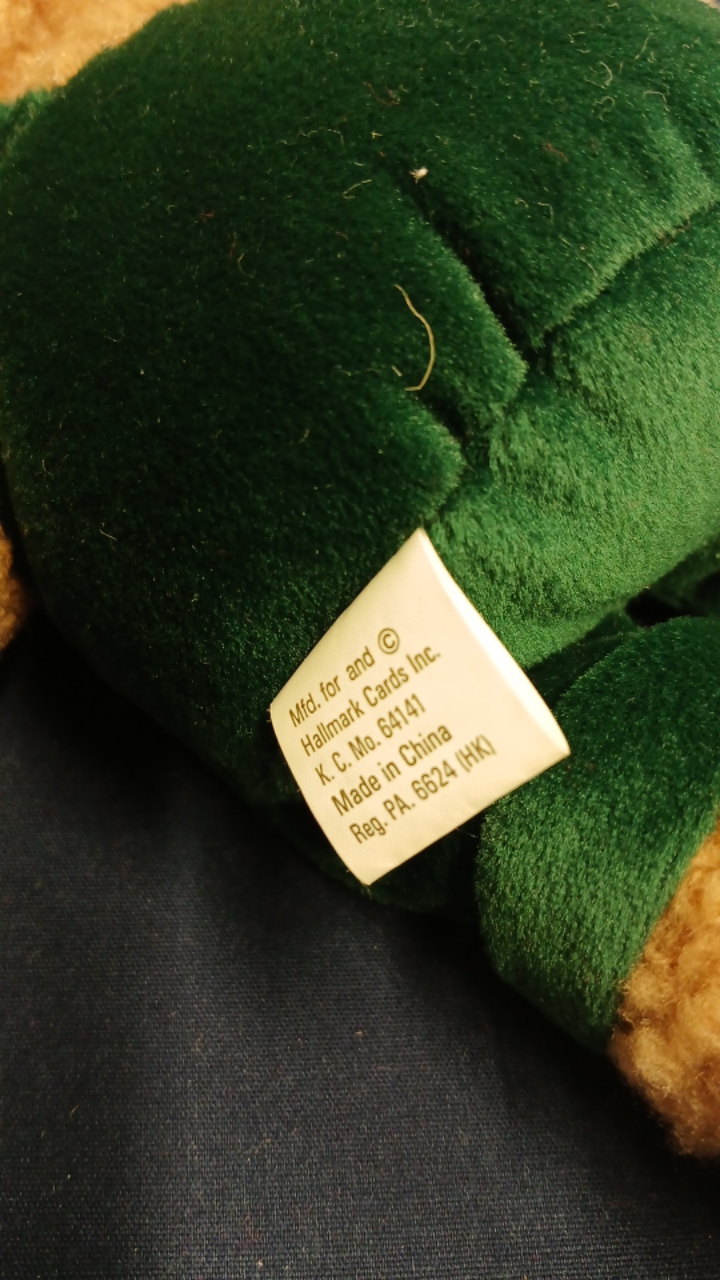 Mfd. for and ©
Hallmark Cards Inc.
K. C. Mo. 64141
Made in China
Reg. PA. 6624 (HK)